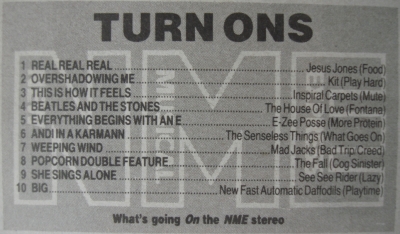 TURN ONS
1 REAL REAL REAL Jesus Jones (Food)
2 OVERSHADOWING ME Kit (Play Hard)
3 THIS IS HOW IT FEELS Inspiral Carpets (Mute)
4 BEATLES AND THE STONES The House Of Love (Fontana)
5 EVERYTHING BEGINS WITH AN E E-Zee Posse (More Protein)
6 ANDI IN A KARMANN The Senseless Things (What Goes On)
7 WEEPING WIND Mad Jacks (Bad Trip/Creed)
8 POPCORN DOUBLE FEATURE The Fall (Cog Sinister)
9 SHE SINGS ALONE See See Rider (Lazy)
10 BIG New Fast Automatic Daffodils (Playtime)
What's going On the NME stereo